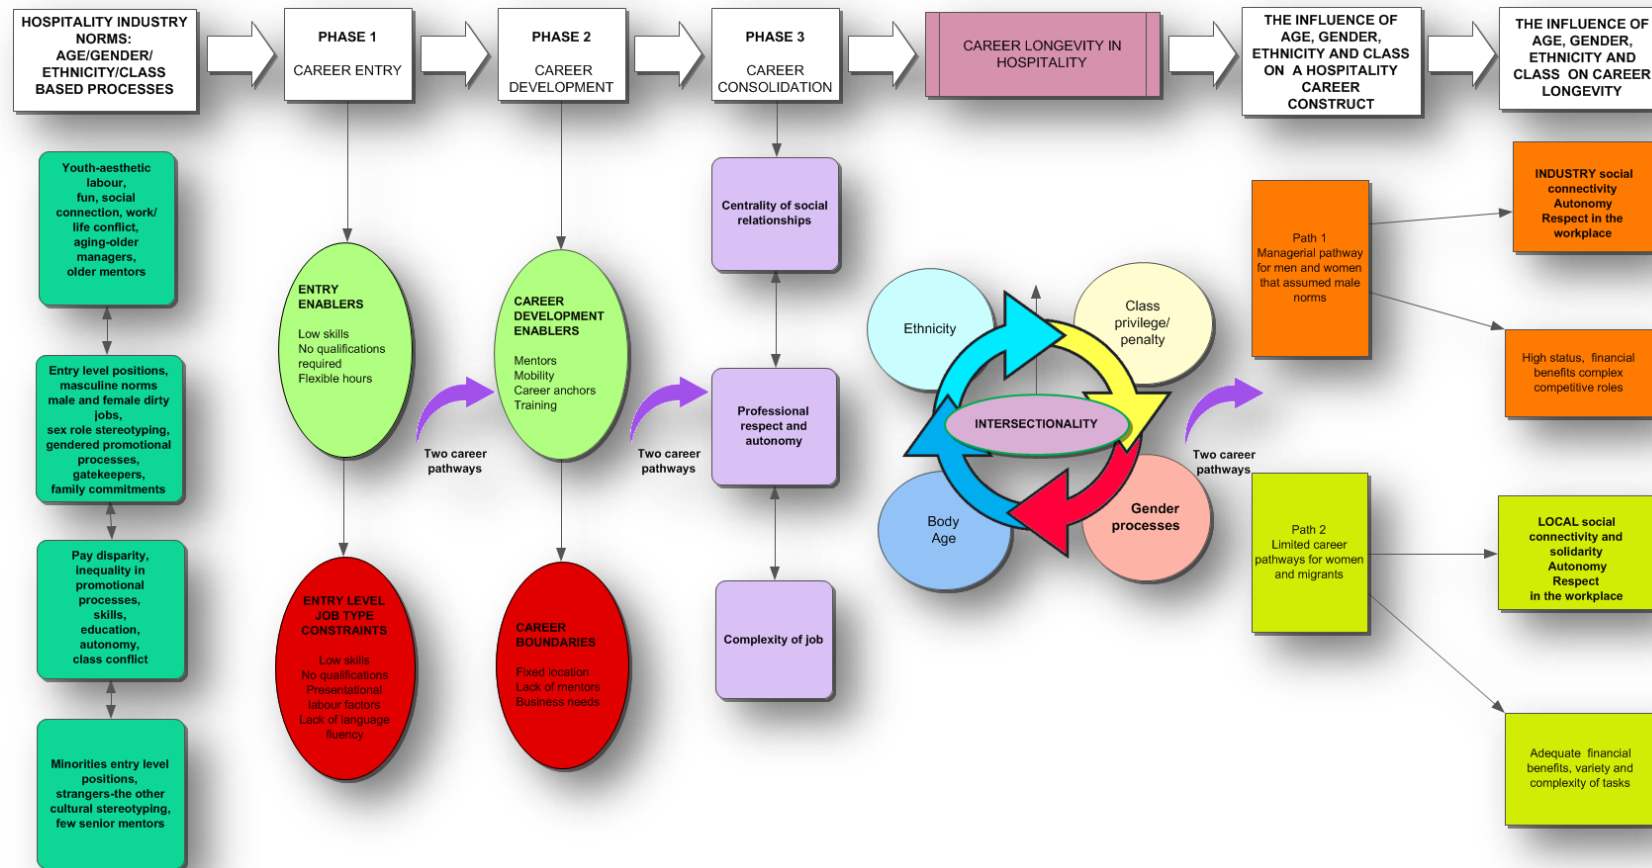 HOSPITALITY INDUSTRY
NORMS:
AGE/GENDER/
ETHNICITY/CLASS
BASED PROCESSES
PHASE 1
CAREER ENTRY
PHASE 2
CAREER
DEVELOPMENT
PHASE 3
CAREER
CONSOLIDATION
CAREER LONGEVITY IN
HOSPITALITY
THE INFLUENCE OF
AGE, GENDER,
ETHNICITY AND CLASS
ON A HOSPITALITY
CAREER
CONSTRUCT
THE INFLUENCE OF
AGE, GENDER,
ETHNICITY AND
CLASS ON CAREER
LONGEVITY
Youth-aesthetic
labour,
fun, social
connection, work/
life conflict,
aging-older
managers,
older mentors
Entry level positions,
masculine norms
male and female dirty
jobs,
sex role stereotyping,
gendered promotional
processes,
gatekeepers,
family commitments
Pay disparity,
inequality in
promotional
processes,
skills,
education,
autonomy,
class conflict
Minorities entry level
positions,
strangers-the other
cultural stereotyping,
few senior mentors
ENTRY
ENABLERS
Low skills
No qualifications
required
Flexible hours
ENTRY LEVEL
JOB TYPE
CONSTRAINTS
Low skills
No qualifications
Presentational
labour factors
Lack of language
fluency
Two career
pathways
CAREER
DEVELOPMENT
ENABLERS
Mentors
Mobility
Career anchors
Training
CAREER
BOUNDARIES
Fixed location
Lack of mentors
Business needs
Two career
pathways
Centrality of social
relationships
Professional
respect and
autonomy
Complexity of job
Ethnicity
Class
privilege/
penalty
INTERSECTIONALITY
Body
Age
Gender
processes
Two career
pathways
Path 1
Managerial pathway
for men and women
that assumed male
norms
Path 2
Limited career
pathways for women
and migrants
INDUSTRY social
connectivity
Autonomy
Respect in the
workplace
High status, financial
benefits complex
competitive roles
LOCAL social
connectivity and
solidarity
Autonomy
Respect
in the workplace
Adequate financial
benefits, variety and
complexity of tasks